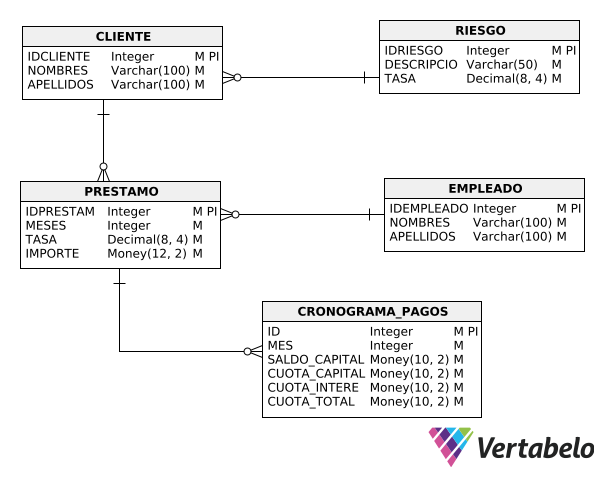 CLIENTE
IDCLIENTE Integer M PI
NOMBRES Varchar(100) M
APELLIDOS Varchar(100) M
RIESGO
IDRIESGO Integer M PI
DESCRIPCIO Varchar(50) M
TASA Decimal(8, 4) M
PRESTAMO
IDPRESTAM Integer M PI
MESES Integer M
TASA Decimal(8, 4) M
IMPORTE Money(12, 2) M
EMPLEADO
IDEMPLEADO Integer M PI
NOMBRES Varchar(100) M
APELLIDOS Varchar(100) M
CRONOGRAMA_PAGOS
ID Integer M PI
MES Integer M
SALDO_CAPITAL Money(10, 2) M
CUOTA_CAPITAL Money(10, 2) M
CUOTA_INTERE Money(10, 2) M
CUOTA_TOTAL Money(10, 2) M
Vertabelo